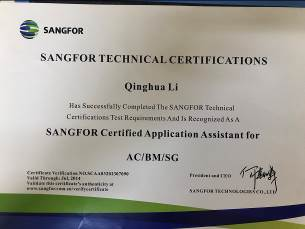 SANGFOR
SANGFOR TECHNICAL CERTIFICATIONS
Qinghua Li
Has Successfully Completed The SANGFOR Technical
Certifications Test Requirements And Is Recognized As A
SANGFOR Certified Application Assistant for
AC/BM/SG
Certificate Verification NO.SCAA03201307090
Valid Through: Jul, 2014
Validate this certificate's authenticity at
www.sangfor.com.cn/verifycertificate
President and CEO
SANGFOR TECHNOLOGIES CO., LTD